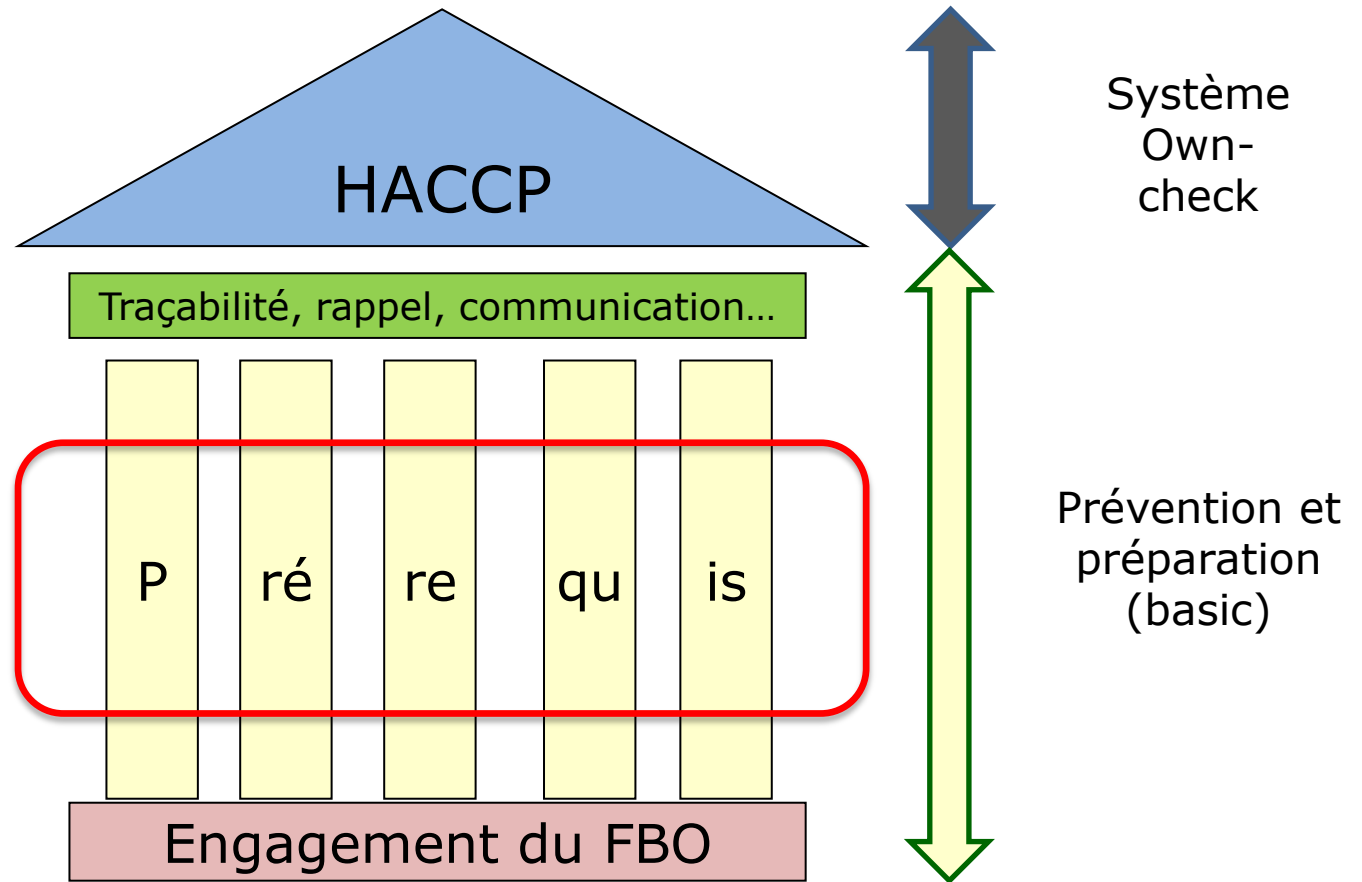 Système
Own-
check
HACCP
Traçabilité, rappel, communication…
P ré re qu is
Prévention et
préparation
(basic)
Engagement du FBO